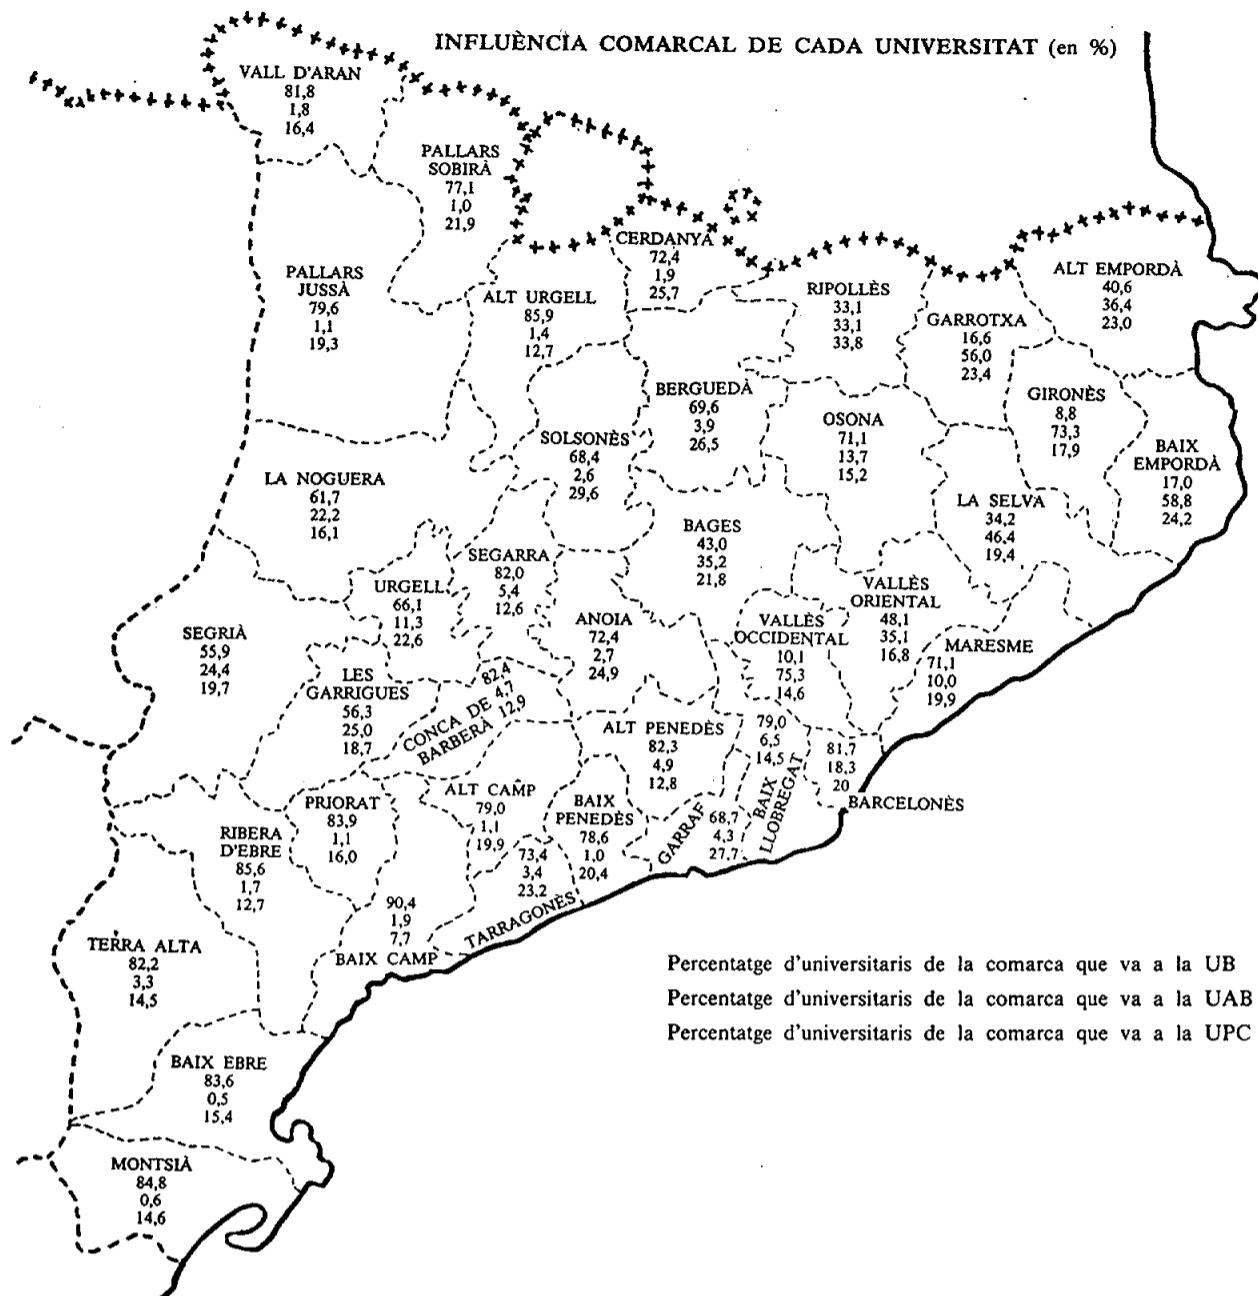 INFLUÈNCIA COMARCAL DE CADA UNIVERSITAT (en %)
VALL D'ARAN
81,8
1,8
16,4
PALLARS
SOBIRÀ
77,1
1,0
21,9
CERDANYA
72,4
1,9
25,7
PALLARS
JUSSÀ
79,6
1,1
19,3
ALT URGELL
85,9
1,4
12,7
RIPOLLÈS
33,1
33,1
33,8
GARROTXA
16,6
56,0
23,4
ALT EMPORDÀ
40,6
36,4
23,0
BERGUEDÀ
69,6
3,9
26,5
GIRONÈS
8,8
73,3
17,9
SOLSONÈS
68,4
2,6
29,6
OSONA
71,1
13,7
15,2
BAIX
EMPORDÀ
17,0
58,8
24,2
LA NOGUERA
61,7
22,2
16,1
LA SELVA
34,2
46,4
19,4
BAGES
43,0
35,2
21,8
SEGARRA
82,0
5,4
12,6
URGELL
66,1
11,3
22,6
VALLÈS
ORIENTAL
48,1
35,1
16,8
SEGRIÀ
55,9
24,4
19,7
ANOIA
72,4
2,7
24,9
VALLÈS
OCCIDENTAL
10,1
75,3
14,6
MARESME
71,1
10,0
19,9
LES
GARRIGUES
56,3
25,0
18,7
CONCA DE
BARBERÀ
82,4
4,7
12,9
ALT PENEDÈS
82,3
4,9
12,8
79,0
6,5
14,5
BAIX
LLOBREGAT
81,7
18,3
20
BARCELONÈS
PRIORAT
83,9
1,1
16,0
ALT CAMP
79,0
1,1
19,9
BAIX
PENEDÈS
78,6
1,0
20,4
GARRAF
68,7
4,3
27,7
RIBERA
D'EBRE
85,6
1,7
12,7
73,4
3,4
23,2
TARRAGONÈS
90,4
1,9
7,7
BAIX CAMP
TERRA ALTA
82,2
3,3
14,5
Percentatge d'universitaris de la comarca que va a la UB
Percentatge d'universitaris de la comarca que va a la UAB
Percentatge d'universitaris de la comarca que va a la UPC
BAIX EBRE
83,6
0,5
15,4
MONTSIÀ
84,8
0,6
14,6